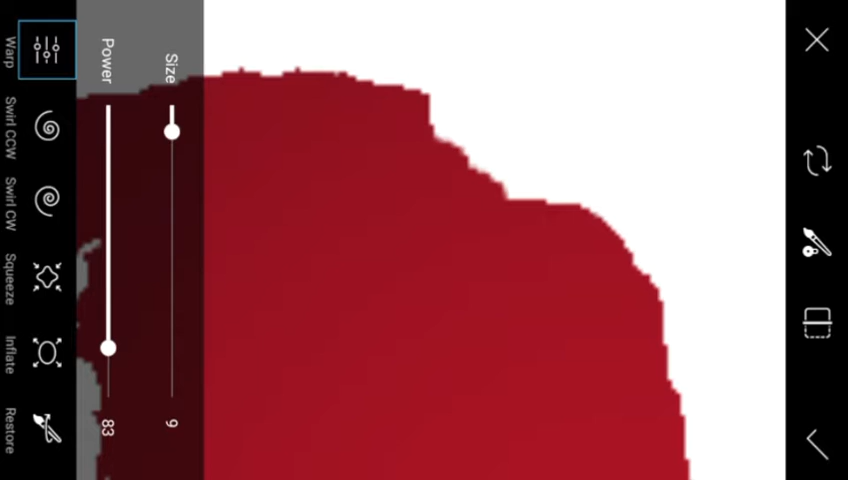 Warp
Swirl CCW
Swirl CW
Squeeze
Inflate
Restore
Power
83
Size
9